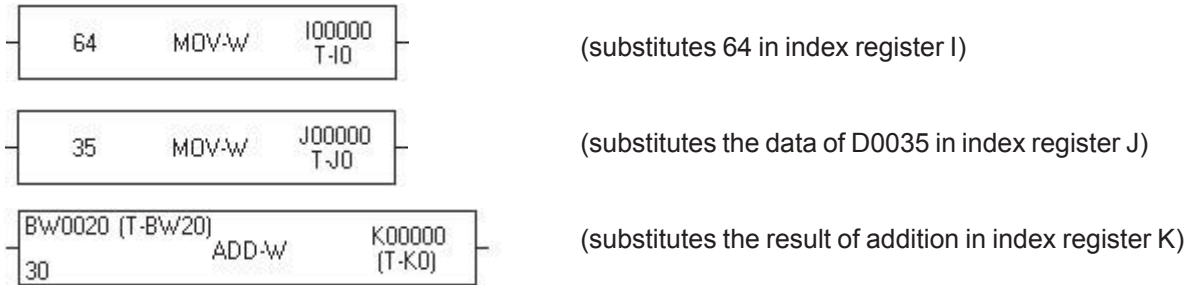 64 MOV-W I00000
T-I0
(substitutes 64 in index register I)
35 MOV-W J00000
T-J0
(substitutes the data of D0035 in index register J)
BW0020 (T-BW20)
ADD-W K00000
(T-K0)
30
(substitutes the result of addition in index register K)